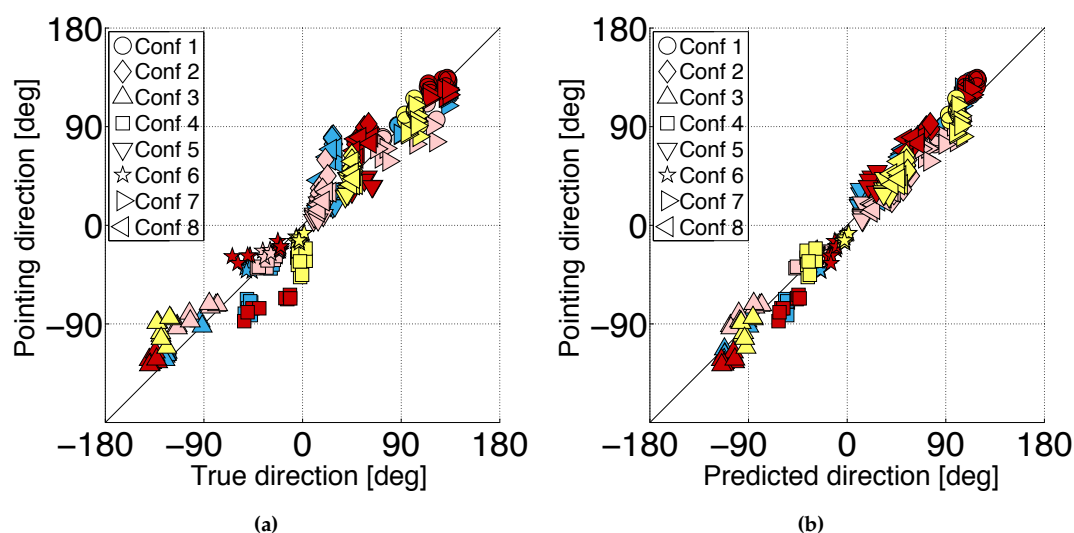 180
90
0
−90
−180
0
90
180
−90
Pointing direction [deg]
True direction [deg]
Conf 1
Conf 2
Conf 3
Conf 4
Conf 5
Conf 6
Conf 7
Conf 8
(a)
180
90
0
−90
−180
−90
0
90
180
Pointing direction [deg]
Predicted direction [deg]
Conf 1
Conf 2
Conf 3
Conf 4
Conf 5
Conf 6
Conf 7
Conf 8
(b)